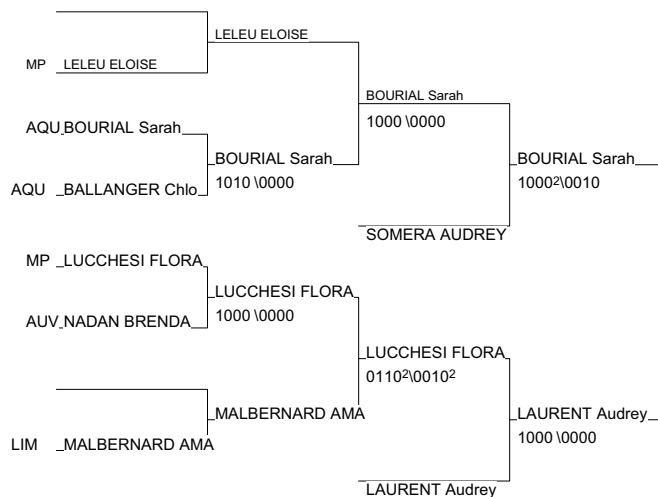 LELEU ELOISE
MP LELEU ELOISE
BOURIAL Sarah
1000 \0000
AQU BOURIAL Sarah
BOURIAL Sarah
1010 \0000
BOURIAL Sarah
1000²\0010
AQU BALLANGER Chlo
SOMERA AUDREY
MP LUCCHESI FLORA
LUCCHESI FLORA
1000 \0000
AUV NADAN BRENDA
LUCCHESI FLORA
0110²\0010²
MALBERNARD AMA
LAURENT Audrey
1000 \0000
LIM MALBERNARD AMA
LAURENT Audrey